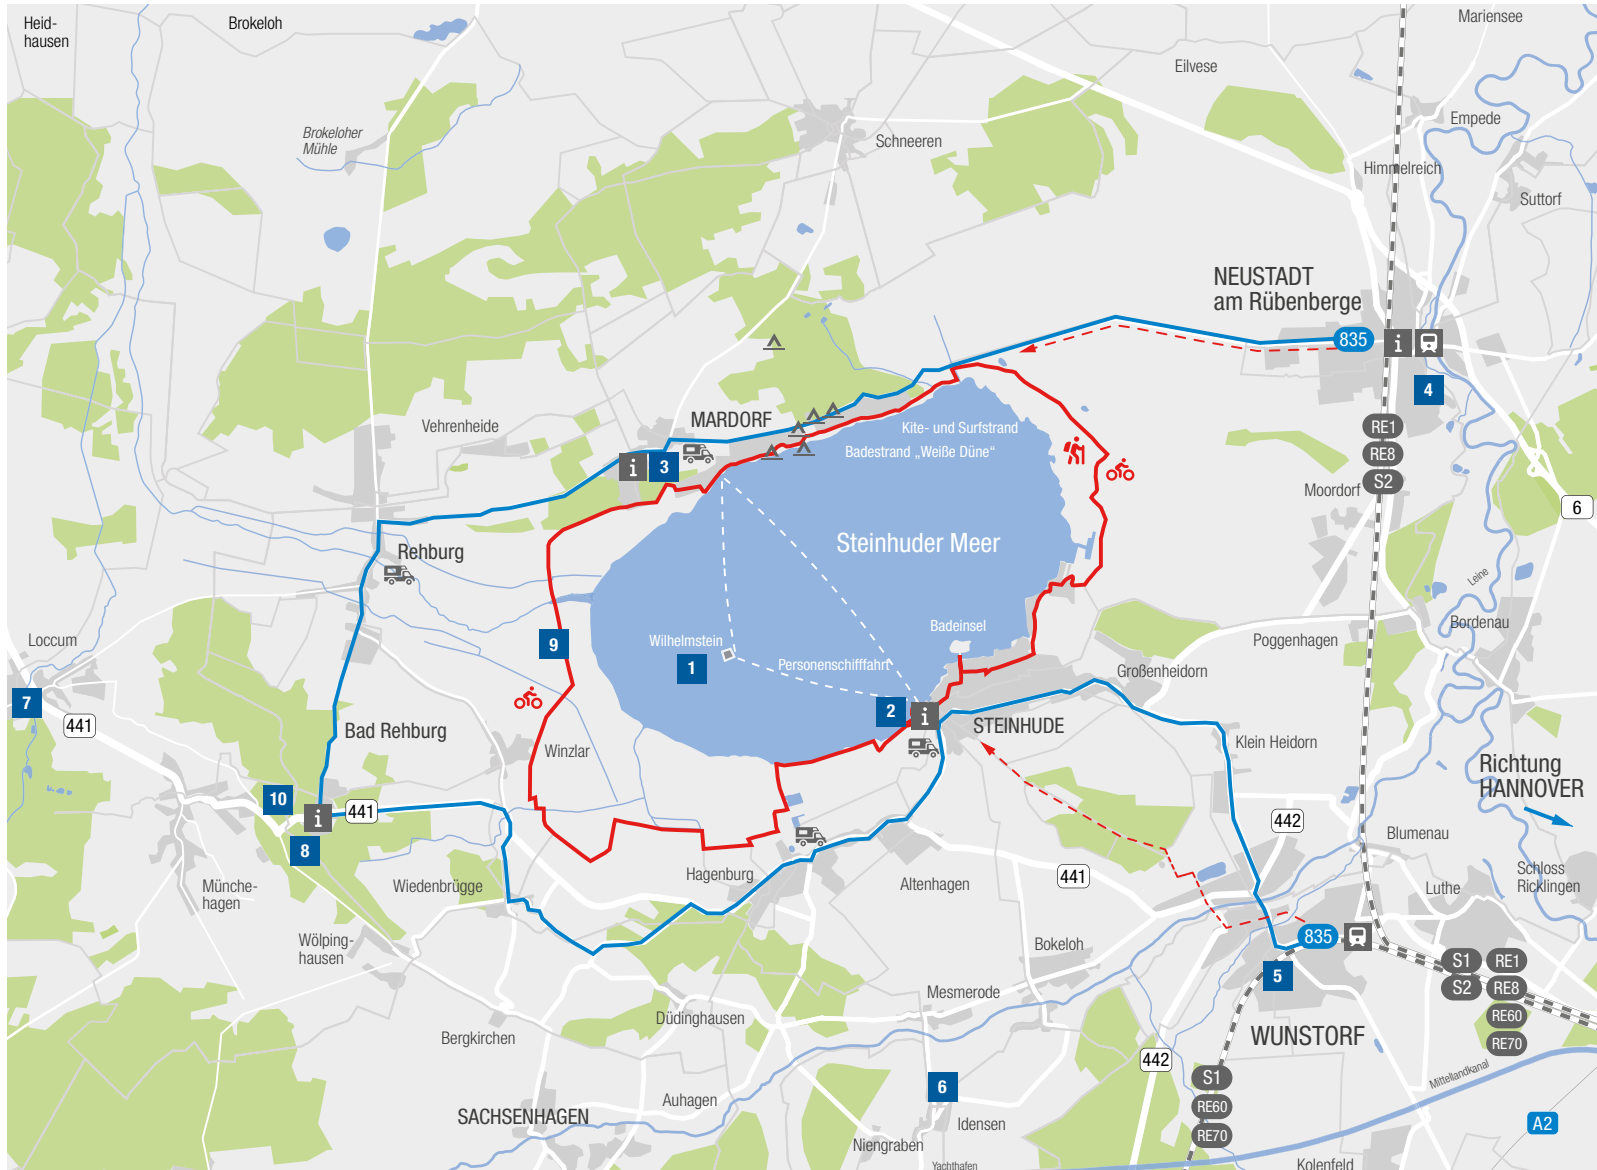 Heid-
hausen
Brokeloh
Mariensee
Eilvese
Brokeloher
Mühle
Schneeren
Empede
Himmelreich
Suttorf
NEUSTADT
am Rübenberge
835
i
4
MARDORF
Vehrenheide
Kite- und Surfstrand
Badestrand „Weiße Düne“
RE1
RE8
S2
i
3
Moordorf
6
Steinhuder Meer
Rehburg
Leine
Loccum
9
Wilhelmstein
1
Badeinsel
Personenschifffahrt
Poggenhagen
Bordenau
Großenheidorn
7
441
Bad Rehburg
2
i
STEINHUDE
Winzlar
Klein Heidorn
Richtung
HANNOVER
10
i
441
8
442
Blumenau
Münche-
hagen
Wiedenbrügge
Hagenburg
Altenhagen
441
Luthe
Schloss
Ricklingen
Wölping-
hausen
Bokeloh
835
5
S1
RE1
S2
RE8
RE60
RE70
Mesmerode
Düdinghausen
Bergkirchen
WUNSTORF
442
S1
RE60
RE70
Mittellandkanal
6
Auhagen
SACHSENHAGEN
Idensen
Niengraben
A2
Yachthafen
Kolenfeld